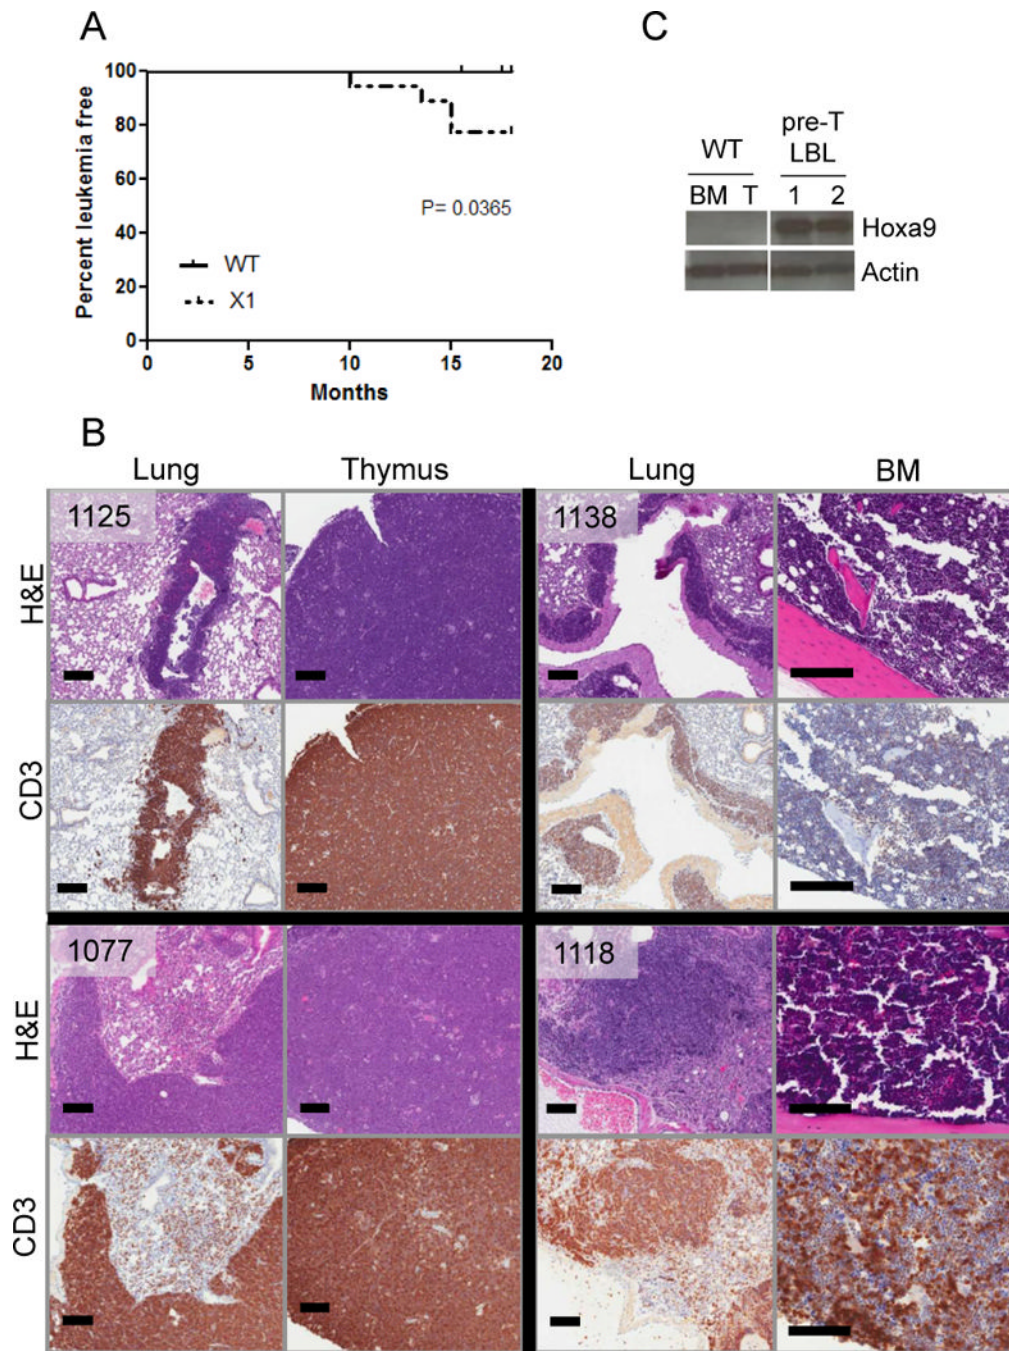 A
Percent leukemia free
100
80
60
40
20
0
P= 0.0365
WT
X1
0 5 10 15 20
Months
C
WT pre-T LBL
BM T 1 2
Hoxa9
Actin
B
Lung Thymus Lung BM
H&E
1125
1138
CD3
H&E
1077
1118
CD3